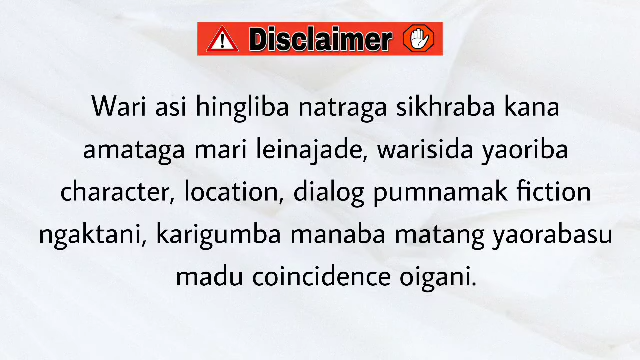 Disclaimer
Wari asi hingliba natraga sikhraba kana
amataga mari leinajade, warisida yaoriba
character, location, dialog pumnamak fiction
ngaktani, karigumba manaba matang yaorabasu
madu coincidence oigani.